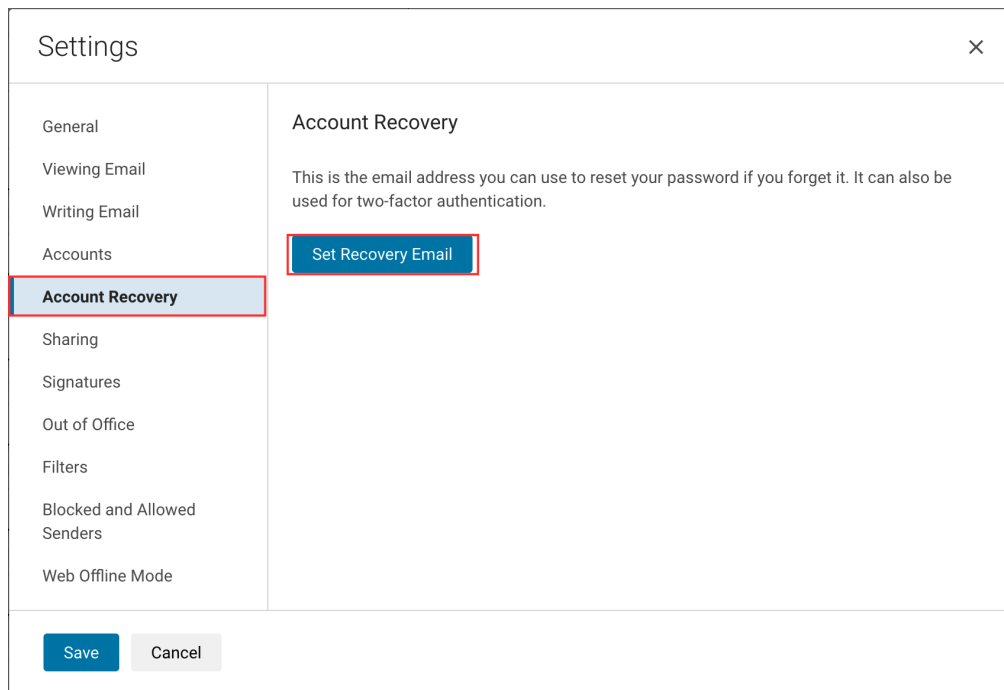 Settings
General
Viewing Email
Writing Email
Accounts
Account Recovery
Sharing
Signatures
Out of Office
Filters
Blocked and Allowed
Senders
Web Offline Mode
Account Recovery
This is the email address you can use to reset your password if you forget it. It can also be
used for two-factor authentication.
Set Recovery Email
Save
Cancel